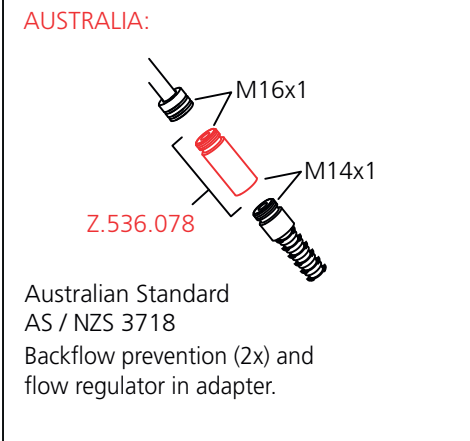 AUSTRALIA:
M16x1
M14x1
Z.536.078
Australian Standard
AS / NZS 3718
Backflow prevention (2x) and
flow regulator in adapter.